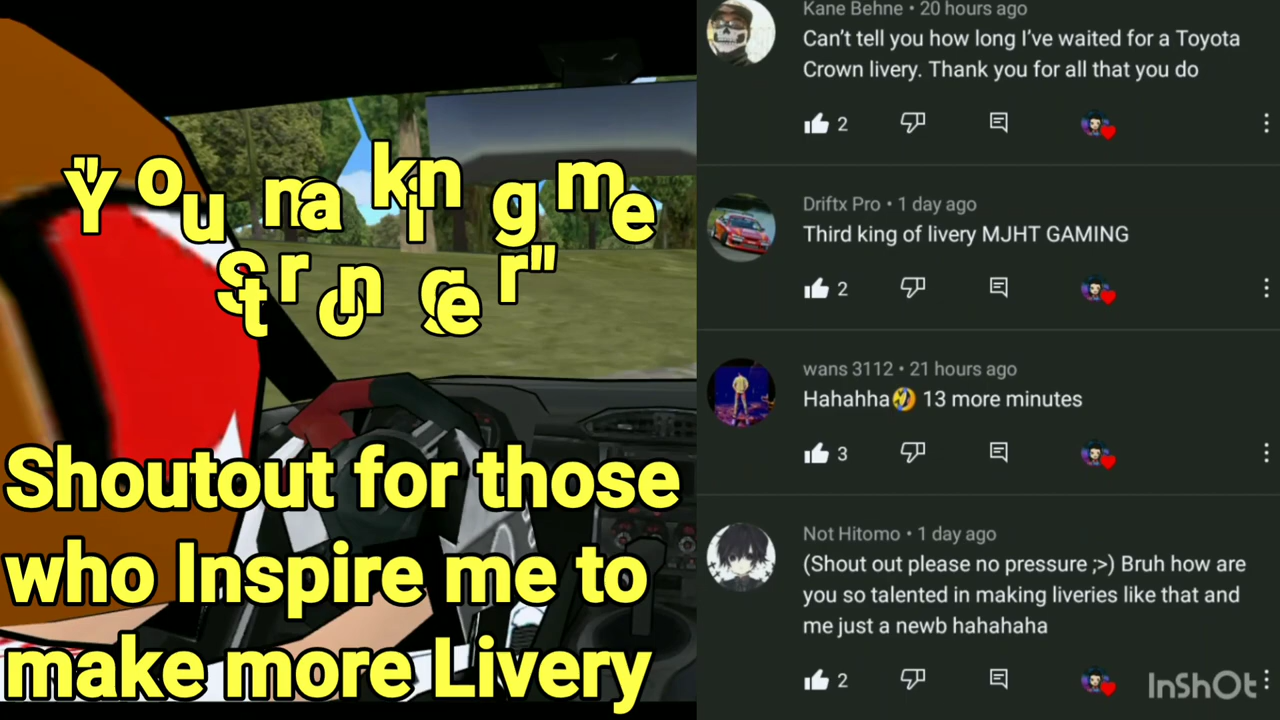 "You making me
Stronger"
Shoutout for those
who Inspire me to
make more Livery
Kane Behne • 20 hours ago
Can't tell you how long I've waited for a Toyota
Crown livery. Thank you for all that you do
2
Driftx Pro • 1 day ago
Third king of livery MJHT GAMING
2
wans 3112 • 21 hours ago
Hahahha🤣 13 more minutes
3
Not Hitomo • 1 day ago
(Shout out please no pressure ;>) Bruh how are
you so talented in making liveries like that and
me just a newb hahahaha
2
InShOt